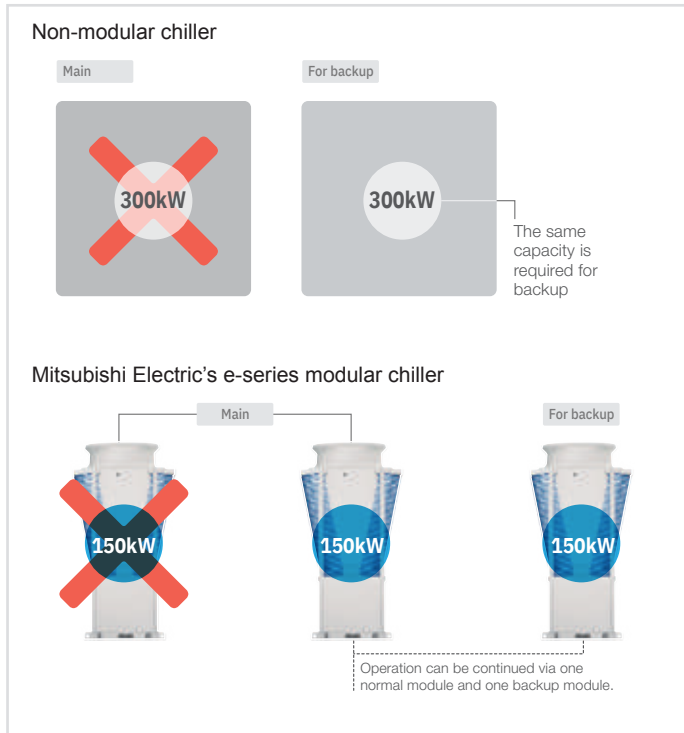 Non-modular chiller
Main
For backup
300kW
300kW
The same
capacity is
required for
backup
Mitsubishi Electric’s e-series modular chiller
Main
For backup
150kW
150kW
150kW
Operation can be continued via one
normal module and one backup module.